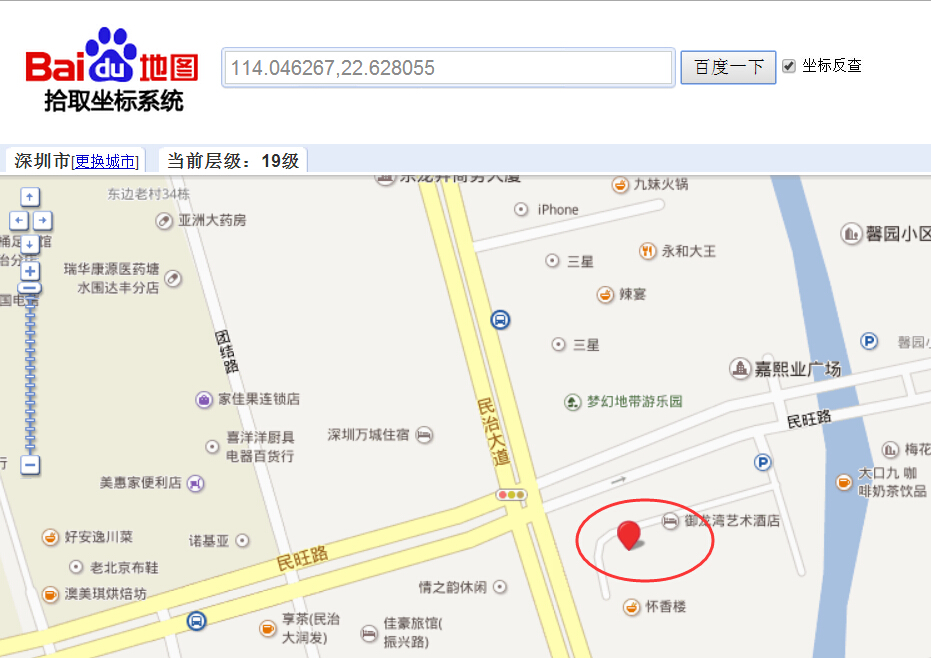 Baidu地图
拾取坐标系统
114.046267,22.628055
百度一下
坐标反查
深圳市[更换城市]
当前层级：19级
东边老村34栋
九妹火锅
iPhone
亚洲大药房
馨园小区
永和大王
三星
瑞华康源医药塘
水围达丰分店
辣宴
团结路
三星
P
馨园小
嘉熙业广场
家佳果连锁店
梦幻地带游乐园
民治大道
民旺路
深圳万城住宿
喜洋洋厨具
电器百货行
梅花
P
大口九 咖
啡奶茶饮品
美惠家便利店
行
御龙湾艺术酒店
好安逸川菜
诺基亚
民旺路
老北京布鞋
澳美琪烘焙坊
情之韵休闲
怀香楼
享茶(民治
大润发)
佳豪旅馆(
振兴路)